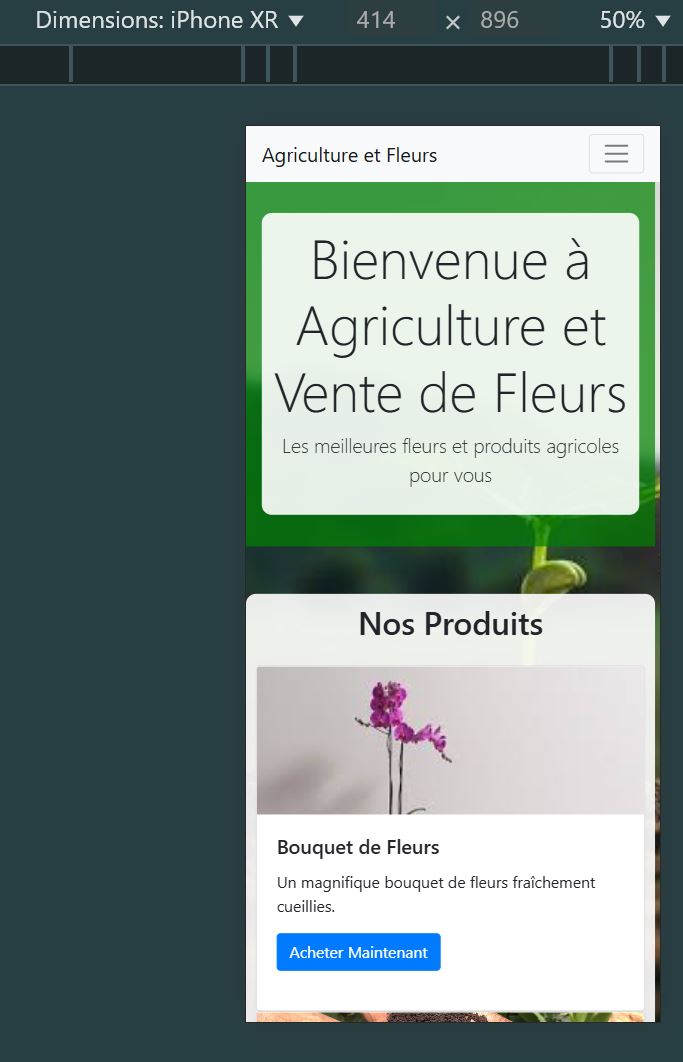 Dimensions: iPhone XR ▼ 414 × 896 50% ▼
Agriculture et Fleurs
Bienvenue à
Agriculture et
Vente de Fleurs
Les meilleures fleurs et produits agricoles
pour vous
Nos Produits
Bouquet de Fleurs
Un magnifique bouquet de fleurs fraîchement
cueillies.
Acheter Maintenant